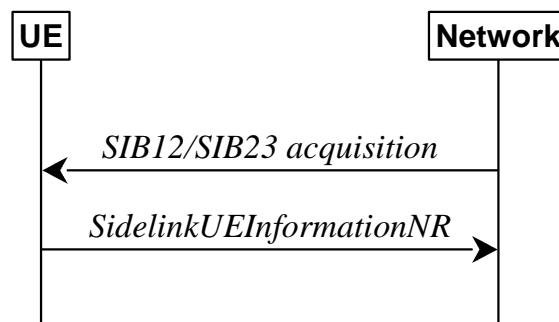 UE
Network
SIB12/SIB23 acquisition
SidelinkUEInformationNR